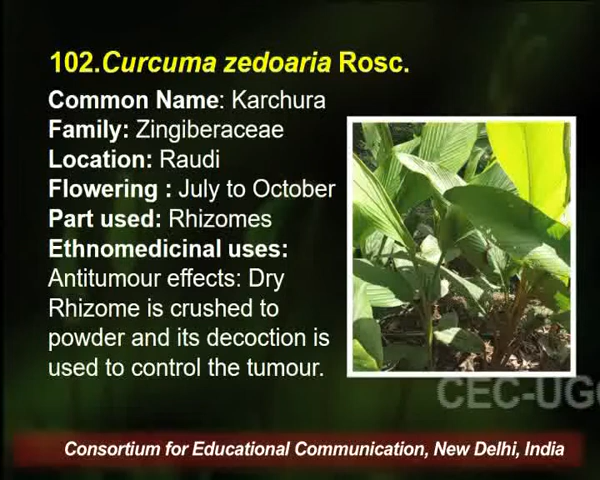 102.Curcuma zedoaria Rosc.
Common Name: Karchura
Family: Zingiberaceae
Location: Raudi
Flowering : July to October
Part used: Rhizomes
Ethnomedicinal uses:
Antitumour effects: Dry
Rhizome is crushed to
powder and its decoction is
used to control the tumour.
CEC-UG
Consortium for Educational Communication, New Delhi, India